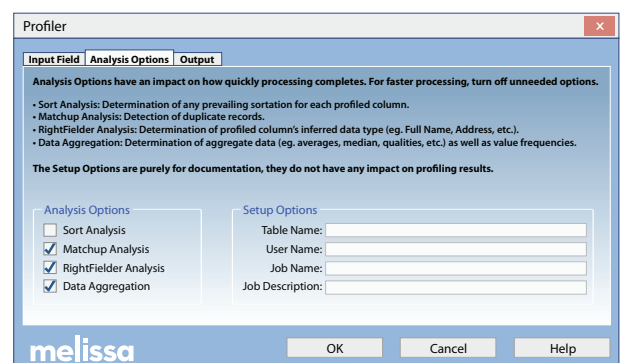 Profiler
x
Input Field Analysis Options Output
Analysis Options have an impact on how quickly processing completes. For faster processing, turn off unneeded options.
• Sort Analysis: Determination of any prevailing sortation for each profiled column.
• Matchup Analysis: Detection of duplicate records.
• RightFielder Analysis: Determination of profiled column's inferred data type (eg. Full Name, Address, etc.).
• Data Aggregation: Determination of aggregate data (eg. averages, median, qualities, etc.) as well as value frequencies.
The Setup Options are purely for documentation, they do not have any impact on profiling results.
Analysis Options
Sort Analysis
Matchup Analysis
RightFielder Analysis
Data Aggregation
Setup Options
Table Name:
User Name:
Job Name:
Job Description:
melissa
OK
Cancel
Help